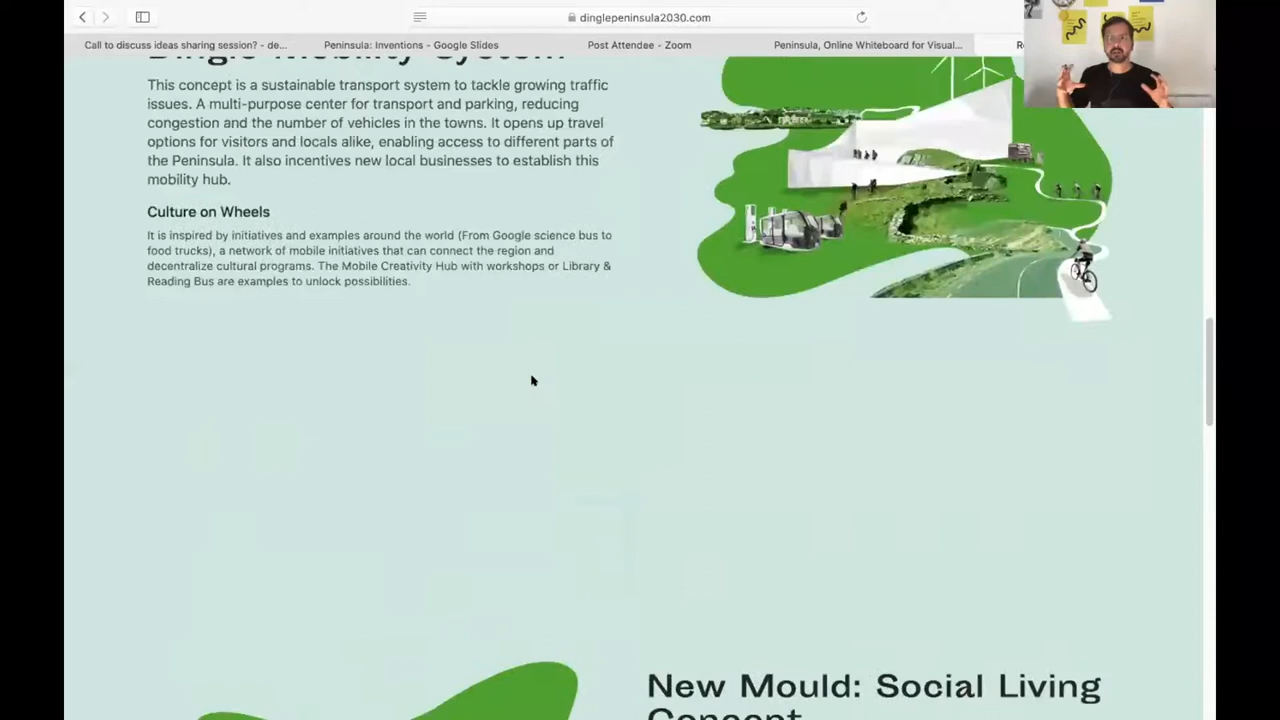 dinglepeninsula2030.com
Call to discuss ideas sharing session? - de...
Peninsula: Inventions - Google Slides
Post Attendee - Zoom
Peninsula, Online Whiteboard for Visual...
Dingle Mobility System
This concept is a sustainable transport system to tackle growing traffic
issues. A multi-purpose center for transport and parking, reducing
congestion and the number of vehicles in the towns. It opens up travel
options for visitors and locals alike, enabling access to different parts of
the Peninsula. It also incentives new local businesses to establish this
mobility hub.
Culture on Wheels
It is inspired by initiatives and examples around the world (From Google science bus to
food trucks), a network of mobile initiatives that can connect the region and
decentralize cultural programs. The Mobile Creativity Hub with workshops or Library &
Reading Bus are examples to unlock possibilities.
New Mould: Social Living
Concept